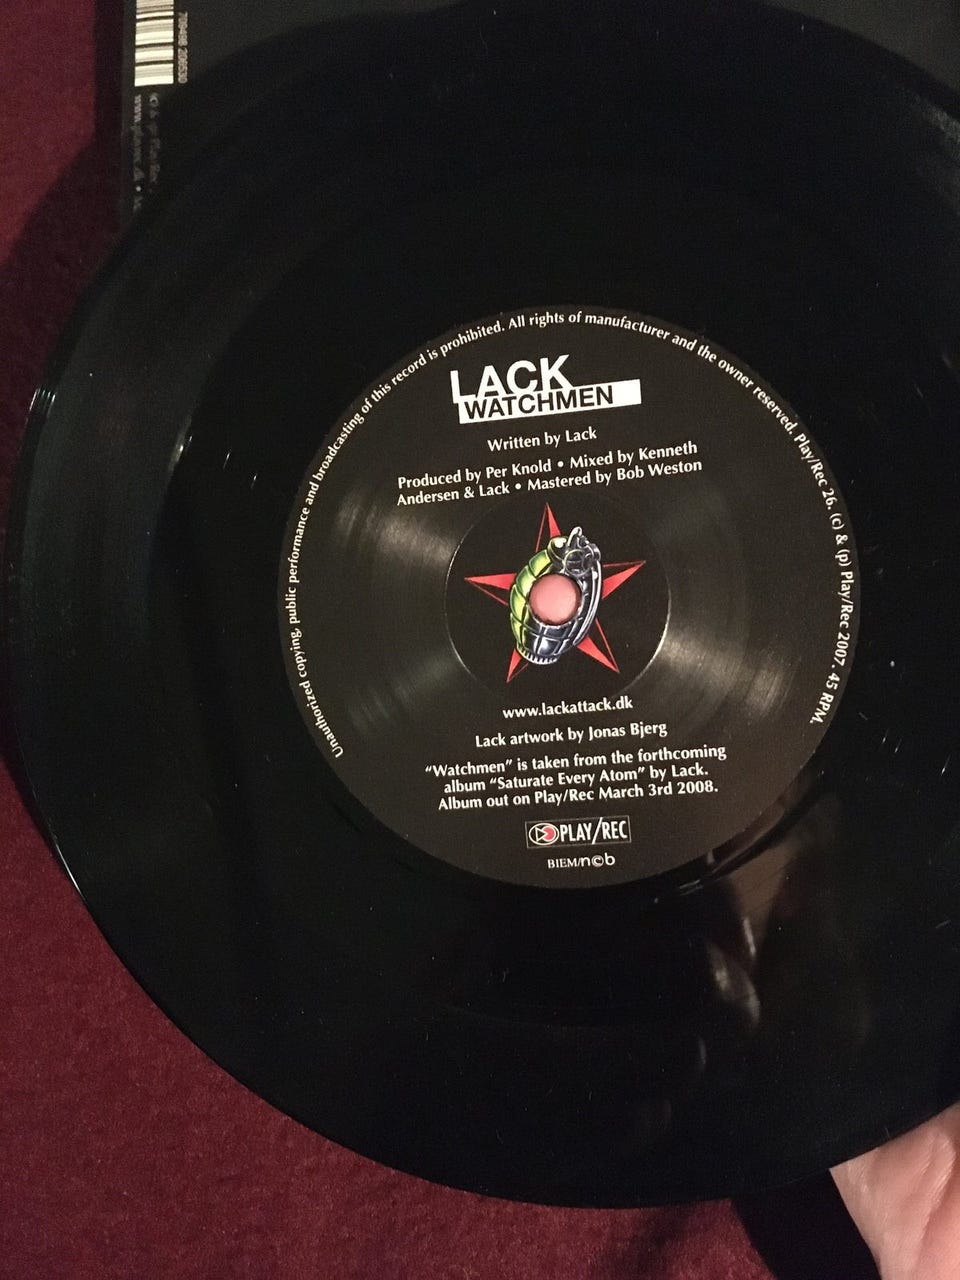 Unauthorized copying, public performance and broadcasting of this record is prohibited. All rights of manufacturer and the owner reserved. Play/Rec 26. (c) & (p) Play/Rec 2007. 45 RPM.
LACK
WATCHMEN
Written by Lack
Produced by Per Knold • Mixed by Kenneth
Andersen & Lack • Mastered by Bob Weston
www.lackattack.dk
Lack artwork by Jonas Bjerg
"Watchmen" is taken from the forthcoming
album "Saturate Every Atom" by Lack.
Album out on Play/Rec March 3rd 2008.
PLAY/REC
BIEM/n©b